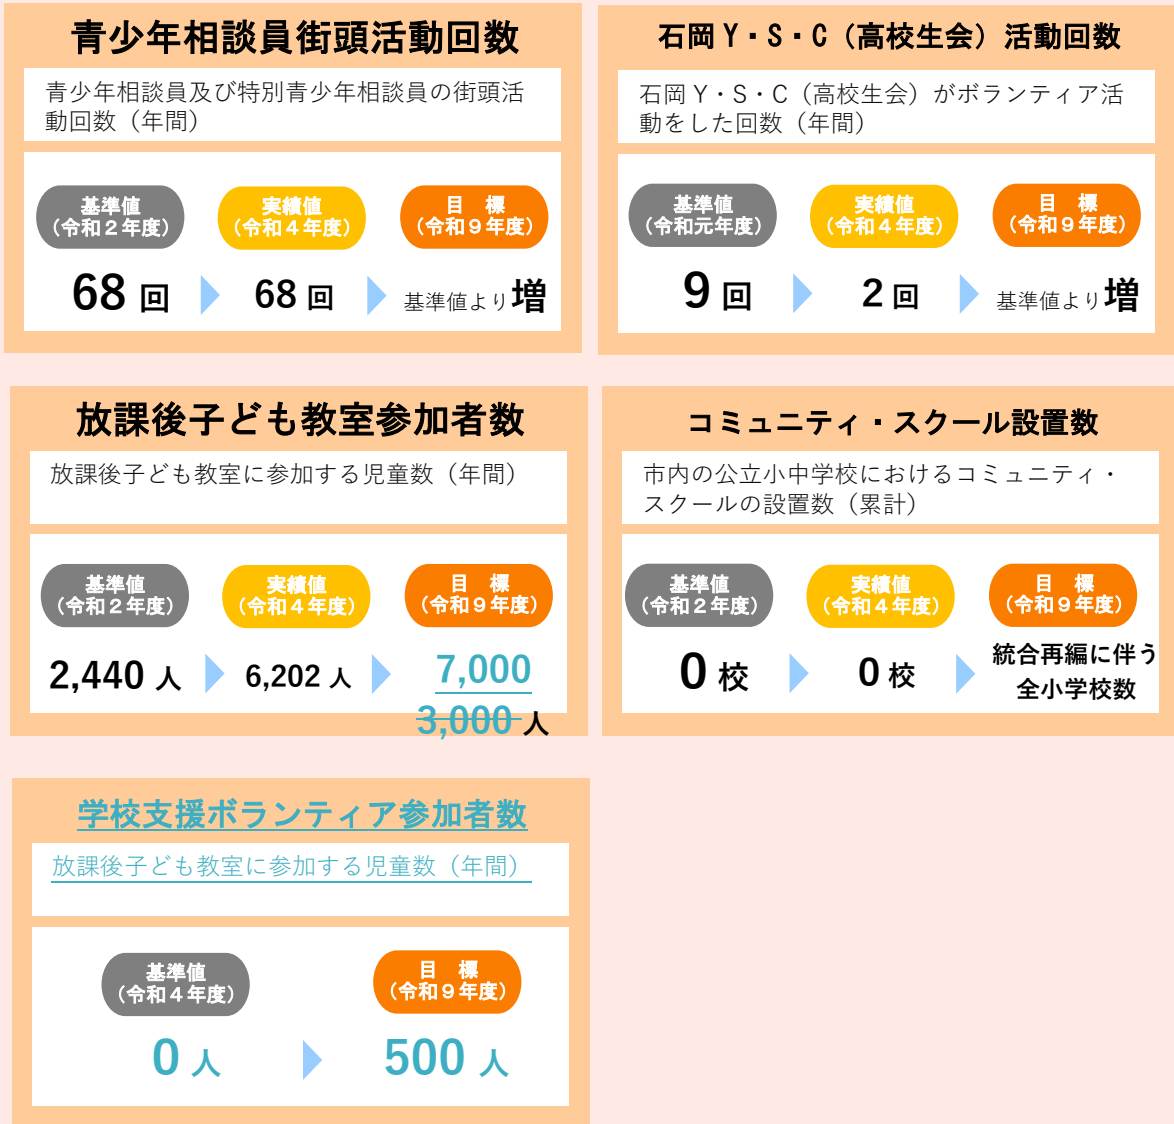 青少年相談員街頭活動回数
青少年相談員及び特別青少年相談員の街頭活
動回数（年間）
基準値
（令和２年度）
実績値
（令和４年度）
目　標
（令和９年度）
68 回
68 回
基準値より増
石岡Ｙ・Ｓ・Ｃ（高校生会）活動回数
石岡Ｙ・Ｓ・Ｃ（高校生会）がボランティア活
動をした回数（年間）
基準値
（令和元年度）
実績値
（令和４年度）
目　標
（令和９年度）
9 回
2 回
基準値より増
放課後子ども教室参加者数
放課後子ども教室に参加する児童数（年間）
基準値
（令和２年度）
実績値
（令和４年度）
目　標
（令和９年度）
2,440 人
6,202 人
7,000
3,000 人
コミュニティ・スクール設置数
市内の公立小中学校におけるコミュニティ・
スクールの設置数（累計）
基準値
（令和２年度）
実績値
（令和４年度）
目　標
（令和９年度）
0 校
0 校
統合再編に伴う
全小学校数
学校支援ボランティア参加者数
放課後子ども教室に参加する児童数（年間）
基準値
（令和４年度）
目　標
（令和９年度）
0 人
500 人